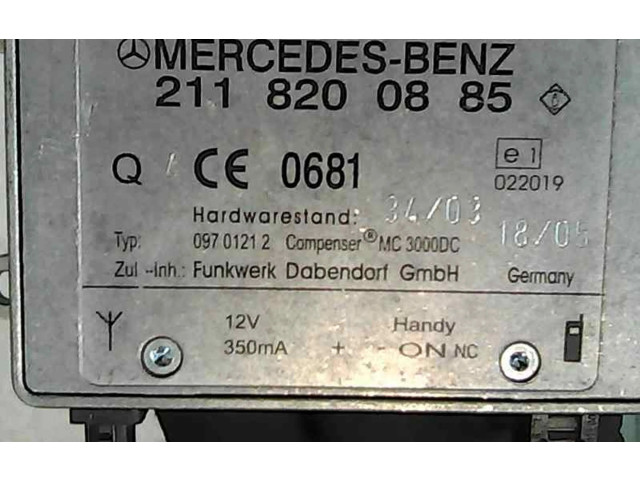 MERCEDES-BENZ
211 820 08 85
Q CE 0681 e1
022019
Hardwarestand: 34/03
18/05
Typ: 097 0121 2 Compenser® MC 3000DC
Zul -Inh.: Funkwerk Dabendorf GmbH Germany
12V Handy
350mA + - ON NC